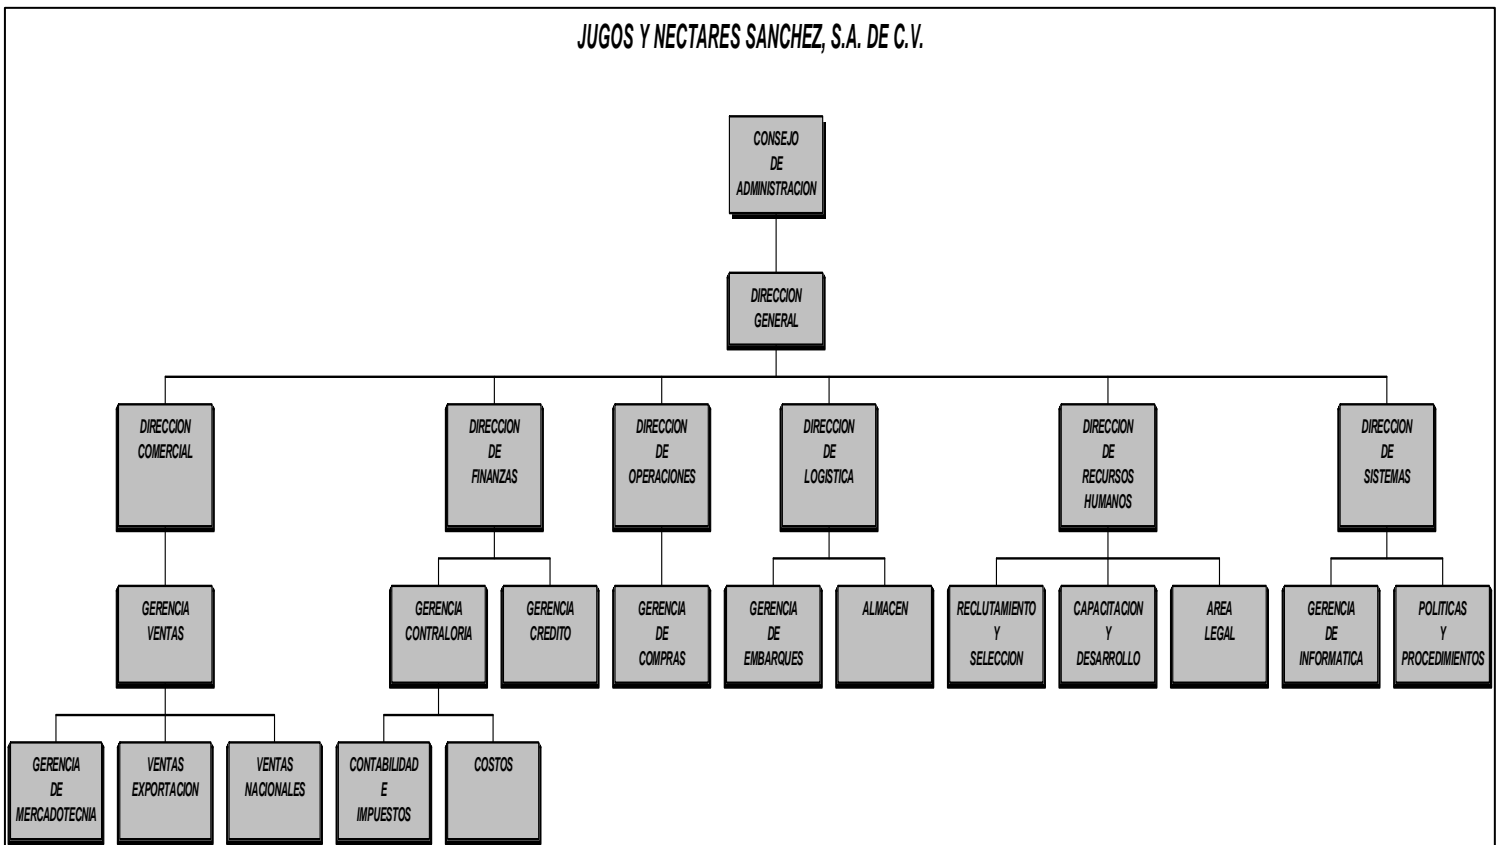 JUGOS Y NECTARES SANCHEZ, S.A. DE C.V.
CONSEJO
DE
ADMINISTRACION
DIRECCION
GENERAL
DIRECCION
COMERCIAL
DIRECCION
DE
FINANZAS
DIRECCION
DE
OPERACIONES
DIRECCION
DE
LOGISTICA
DIRECCION
DE
RECURSOS
HUMANOS
DIRECCION
DE
SISTEMAS
GERENCIA
VENTAS
GERENCIA
CONTRALORIA
GERENCIA
CREDITO
GERENCIA
DE
COMPRAS
GERENCIA
DE
EMBARQUES
ALMACEN
RECLUTAMIENTO
Y
SELECCION
CAPACITACION
Y
DESARROLLO
AREA
LEGAL
GERENCIA
DE
INFORMATICA
POLITICAS
Y
PROCEDIMIENTOS
GERENCIA
DE
MERCADOTECNIA
VENTAS
EXPORTACION
VENTAS
NACIONALES
CONTABILIDAD
E
IMPUESTOS
COSTOS